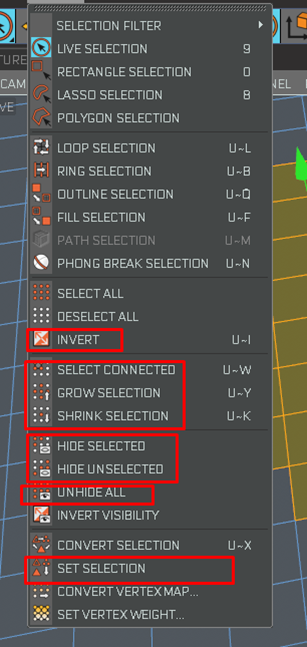 SELECTION FILTER
LIVE SELECTION 9
RECTANGLE SELECTION 0
LASSO SELECTION 8
POLYGON SELECTION
LOOP SELECTION U~L
RING SELECTION U~B
OUTLINE SELECTION U~Q
FILL SELECTION U~F
PATH SELECTION U~M
PHONG BREAK SELECTION U~N
SELECT ALL
DESELECT ALL
INVERT U~I
SELECT CONNECTED U~W
GROW SELECTION U~Y
SHRINK SELECTION U~K
HIDE SELECTED
HIDE UNSELECTED
UNHIDE ALL
INVERT VISIBILITY
CONVERT SELECTION U~X
SET SELECTION
CONVERT VERTEX MAP...
SET VERTEX WEIGHT...
TURE
CAM
VE
NEL